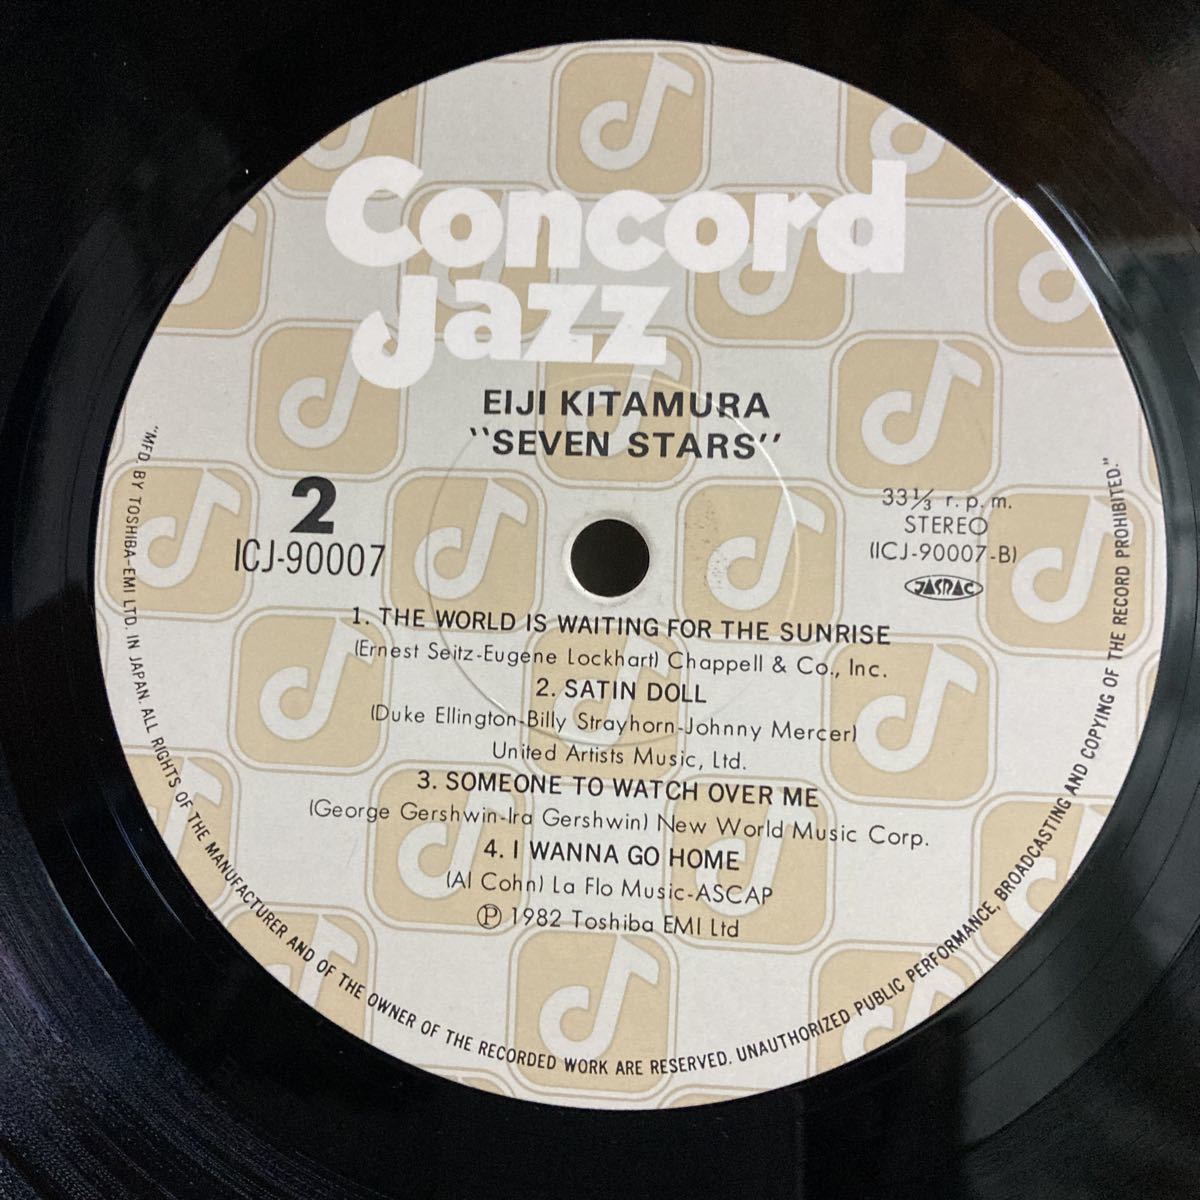 Concord
Jazz
EIJI KITAMURA
"SEVEN STARS"
2
ICJ-90007
33⅓ r.p.m.
STEREO
(ICJ-90007-B)
JASRAC
1. THE WORLD IS WAITING FOR THE SUNRISE
(Ernest Seitz-Eugene Lockhart) Chappell & Co., Inc.
2. SATIN DOLL
(Duke Ellington-Billy Strayhorn-Johnny Mercer)
United Artists Music, Ltd.
3. SOMEONE TO WATCH OVER ME
(George Gershwin-Ira Gershwin) New World Music Corp.
4. I WANNA GO HOME
(Al Cohn) La Flo Music-ASCAP
Ⓟ 1982 Toshiba EMI Ltd
"MFD. BY TOSHIBA-EMI LTD. IN JAPAN. ALL RIGHTS OF THE MANUFACTURER AND OF THE OWNER OF THE RECORDED WORK ARE RESERVED. UNAUTHORIZED PUBLIC PERFORMANCE, BROADCASTING AND COPYING OF THE RECORD PROHIBITED."